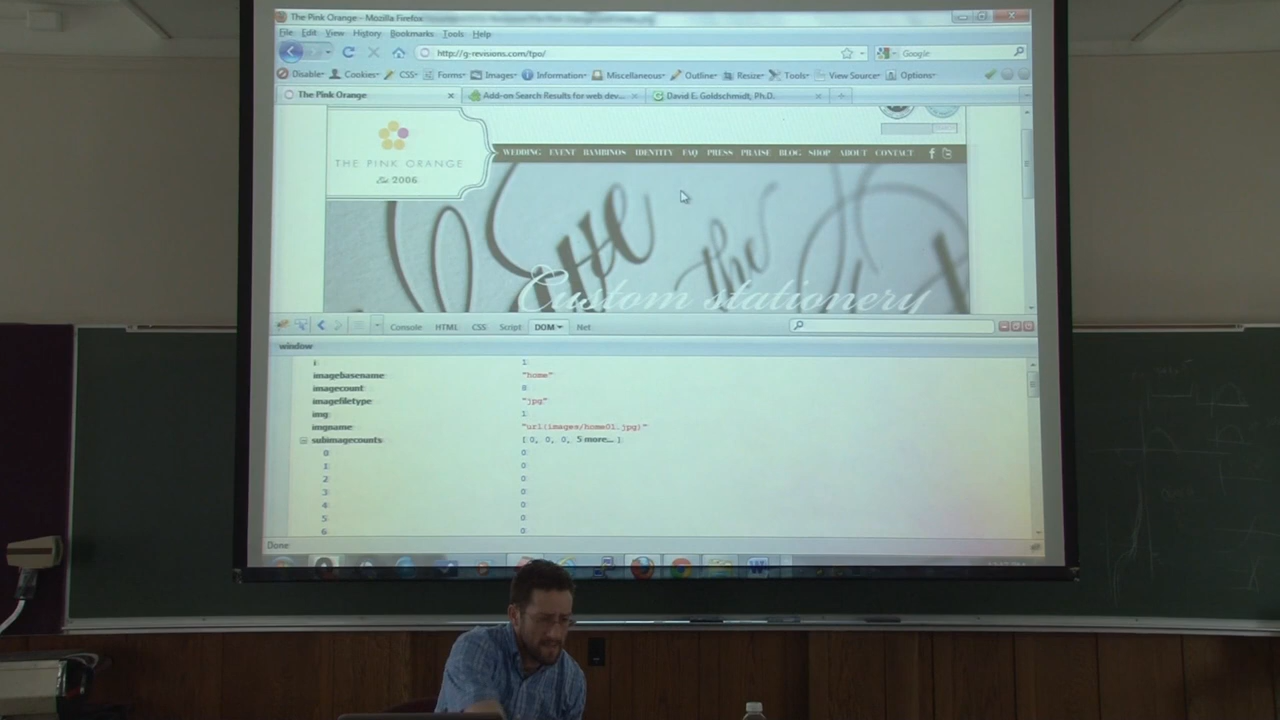 The Pink Orange - Mozilla Firefox
File Edit View History Bookmarks Tools Help
http://g-revisions.com/tpo/
Google
Disable Cookies CSS Forms Images Information Miscellaneous Outline Resize Tools View Source Options
The Pink Orange
Add-on Search Results for web dev...
David E. Goldschmidt, Ph.D.
SEARCH
WEDDING EVENT BAMBINOS IDENTITY FAQ PRESS PRAISE BLOG SHOP ABOUT CONTACT
THE PINK ORANGE
Est 2006
the
Custom stationery
Console HTML CSS Script DOM Net
window
i 1
imagebasename "home"
imagecount 8
imagefiletype "jpg"
img 1
imgname "url(images/home01.jpg)"
subimagecounts [ 0, 0, 0, 5 more... ]
0 0
1 0
2 0
3 0
4 0
5 0
6 0
Done